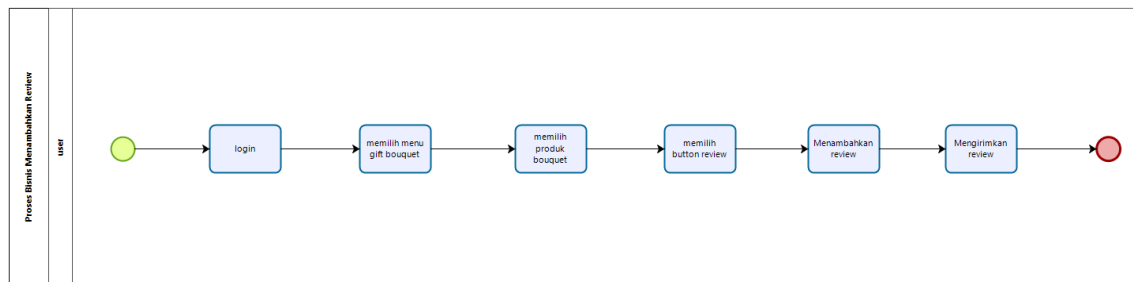 Proses Bisnis Menambahkan Review
user
login
memilih menu
gift bouquet
memilih
produk
bouquet
memilih
button review
Menambahkan
review
Mengirimkan
review